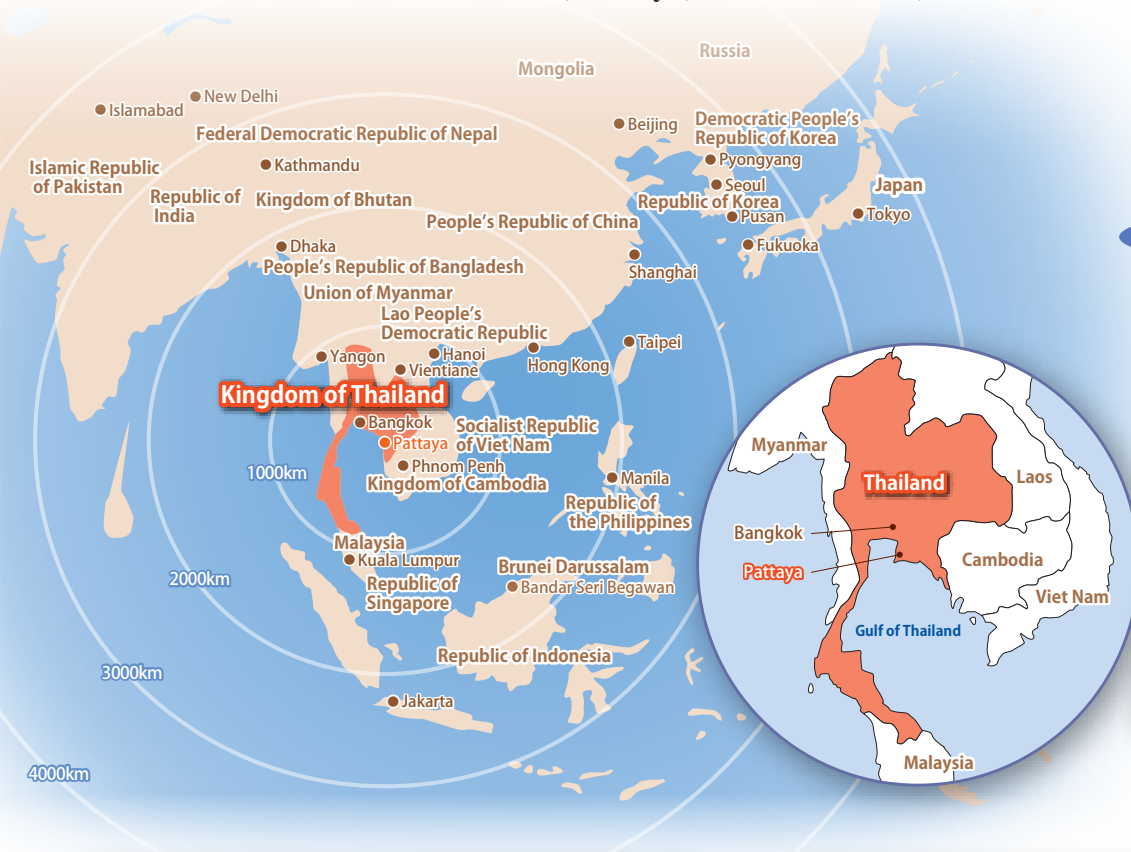 Russia
Mongolia
New Delhi
Islamabad
Beijing
Democratic People's
Republic of Korea
Federal Democratic Republic of Nepal
Pyongyang
Kathmandu
Islamic Republic
of Pakistan
Seoul
Japan
Republic of
India
Kingdom of Bhutan
Republic of Korea
Pusan
Tokyo
People's Republic of China
Dhaka
Fukuoka
People's Republic of Bangladesh
Shanghai
Union of Myanmar
Lao People's
Democratic Republic
Taipei
Yangon
Hanoi
Hong Kong
Vientiane
Kingdom of Thailand
Bangkok
Socialist Republic
of Viet Nam
Pattaya
Phnom Penh
1000km
Kingdom of Cambodia
Manila
Republic of
the Philippines
Malaysia
Kuala Lumpur
Brunei Darussalam
2000km
Republic of
Singapore
Bandar Seri Begawan
Republic of Indonesia
3000km
Jakarta
4000km
Myanmar
Laos
Thailand
Bangkok
Cambodia
Pattaya
Viet Nam
Gulf of Thailand
Malaysia